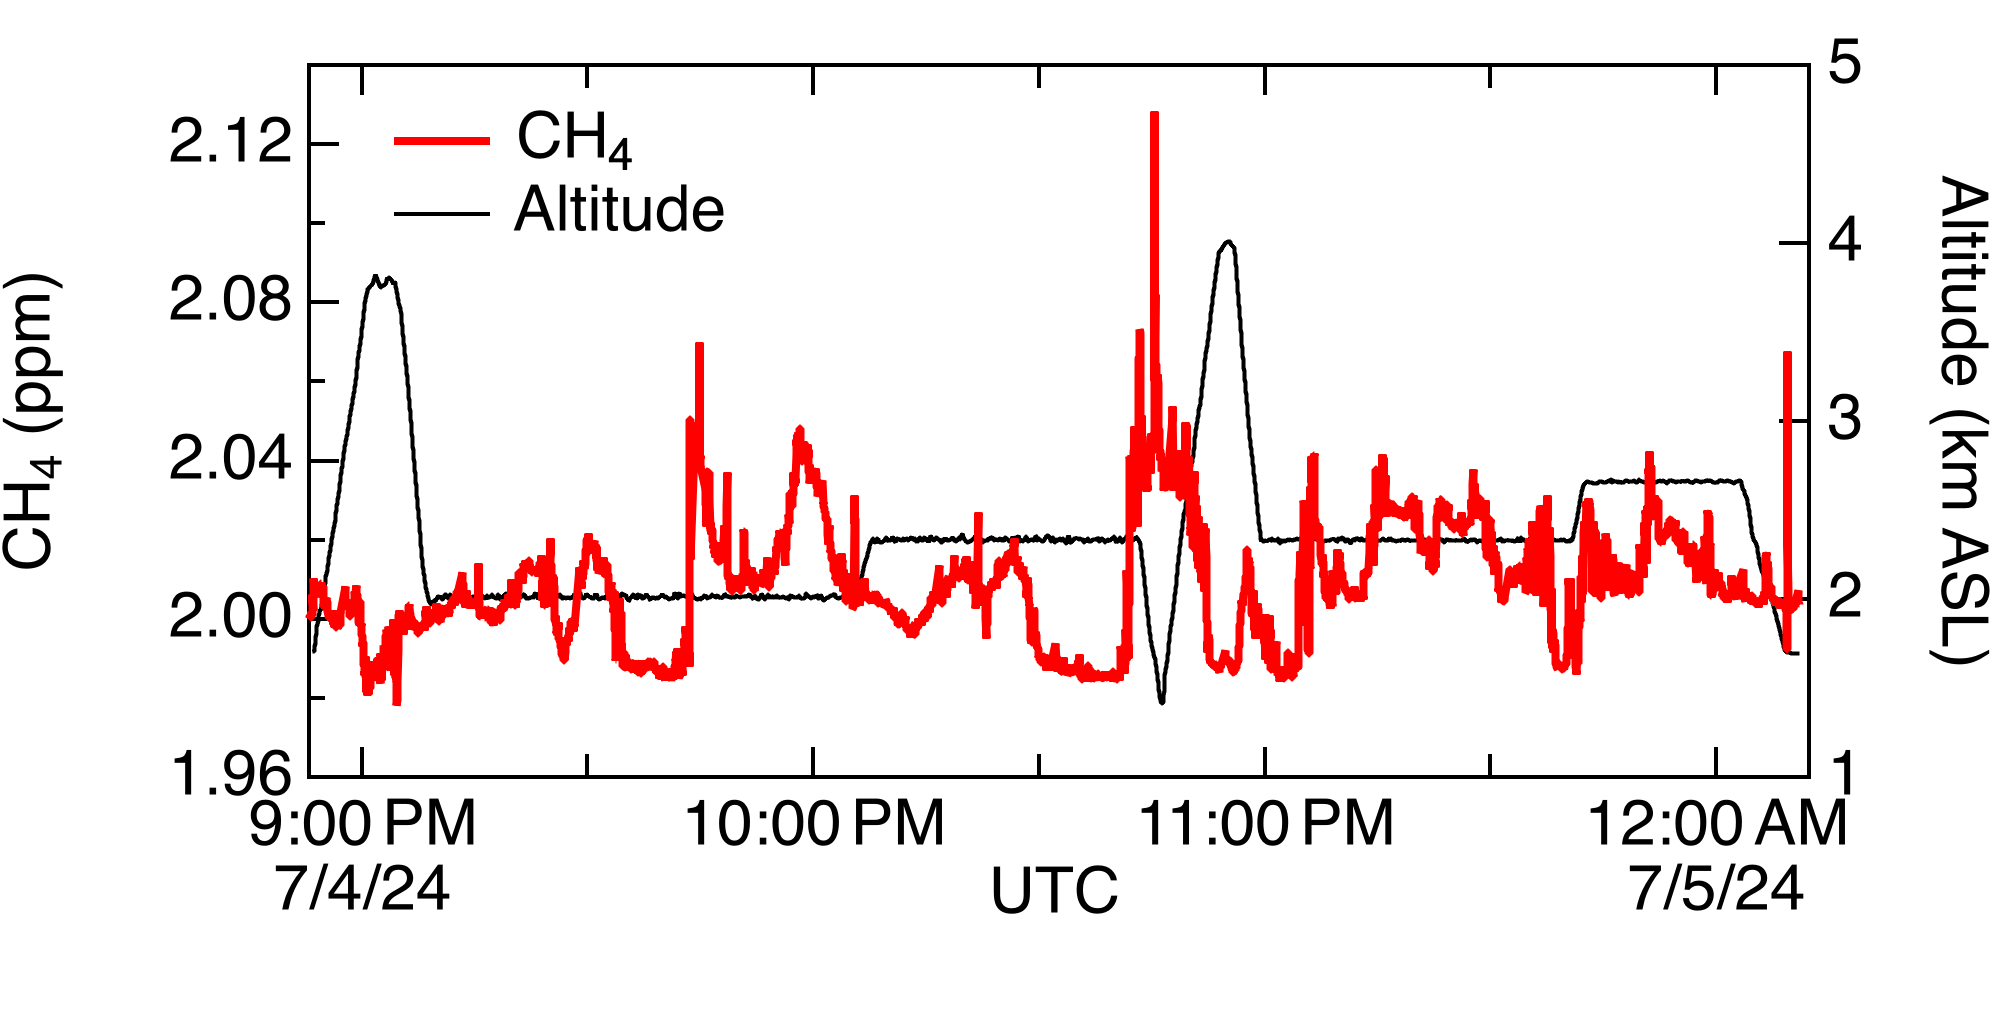 CH₄
Altitude
2.12
2.08
2.04
2.00
1.96
CH₄ (ppm)
5
4
3
2
1
Altitude (km ASL)
9:00 PM 10:00 PM 11:00 PM 12:00 AM
7/4/24 UTC 7/5/24